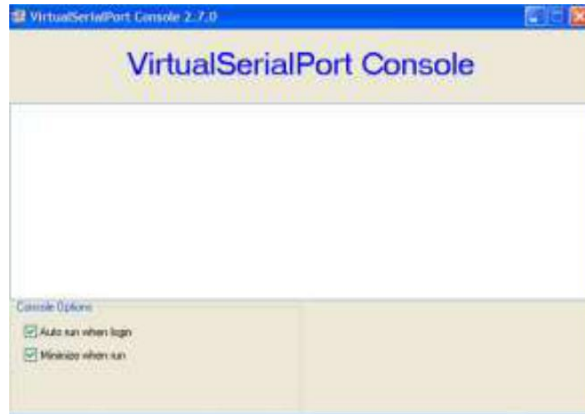 VirtualSerialPort Console 2.7.0
VirtualSerialPort Console
Console Options
Auto run when login
Minimize when run